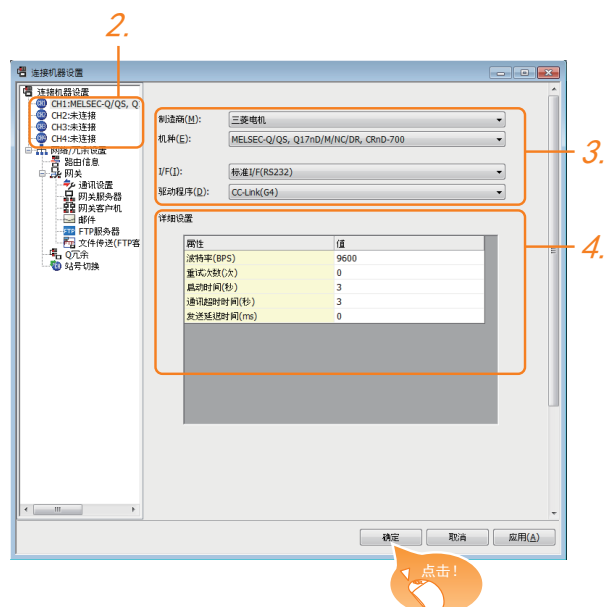 2.
连接机器设置
连接机器设置
CH1:MELSEC-Q/QS, Q
CH2:未连接
CH3:未连接
CH4:未连接
网络/冗余设置
路由信息
网关
通讯设置
网关服务器
网关客户机
邮件
FTP服务器
文件传送(FTP客
Q冗余
站号切换
制造商(M):
三菱电机
机种(E):
MELSEC-Q/QS, Q17nD/M/NC/DR, CRnD-700
I/F(I):
标准I/F(RS232)
驱动程序(D):
CC-Link(G4)
3.
详细设置
属性 值
波特率(BPS) 9600
重试次数(次) 0
启动时间(秒) 3
通讯超时时间(秒) 3
发送延迟时间(ms) 0
4.
确定 取消 应用(A)
点击!